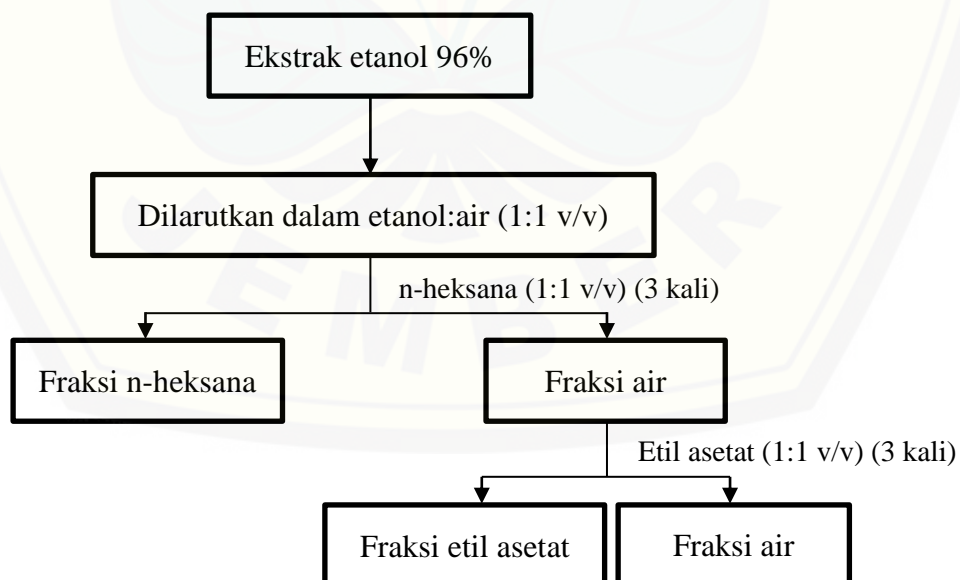 Ekstrak etanol 96%
Dilarutkan dalam etanol:air (1:1 v/v)
n-heksana (1:1 v/v) (3 kali)
Fraksi n-heksana
Fraksi air
Etil asetat (1:1 v/v) (3 kali)
Fraksi etil asetat
Fraksi air
JEMBER